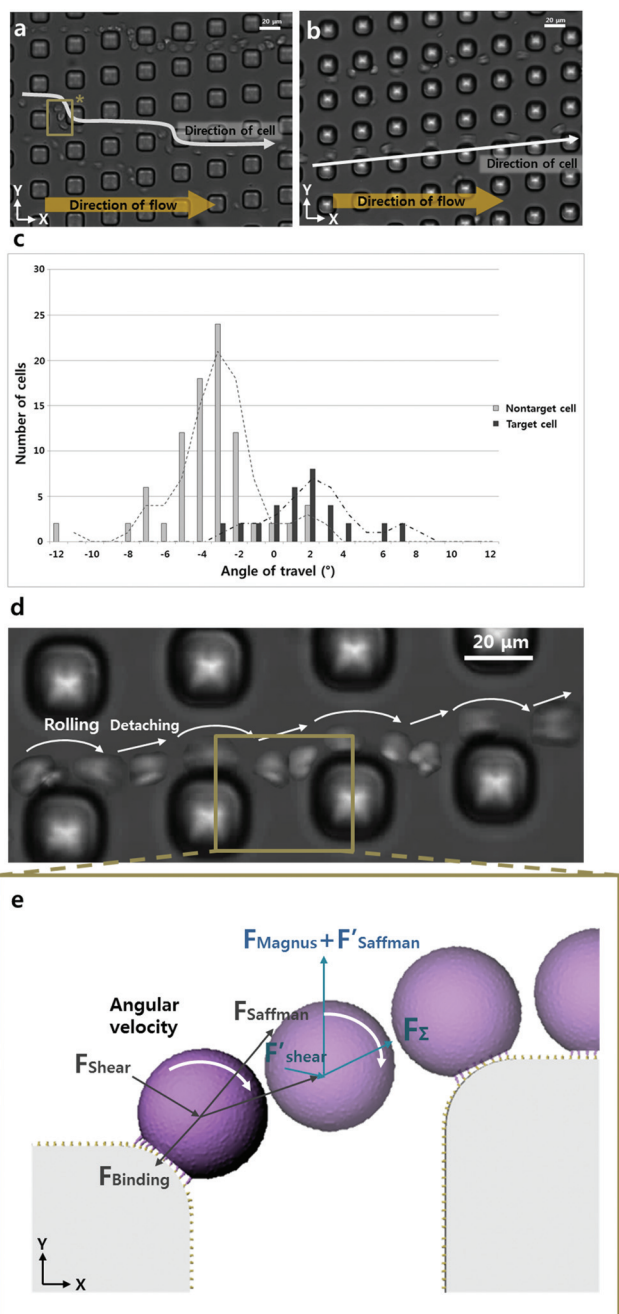 a
20 μm
*
Direction of cell
Y
X
Direction of flow
b
20 μm
Direction of cell
Y
X
Direction of flow
c
30
25
20
15
10
5
0
Number of cells
-12 -10 -8 -6 -4 -2 0 2 4 6 8 10 12
Angle of travel (°)
Nontarget cell
Target cell
d
20 μm
Rolling
Detaching
e
FMagnus+F′Saffman
Angular
velocity
FSaffman
FShear
F′shear
FΣ
FBinding
Y
X